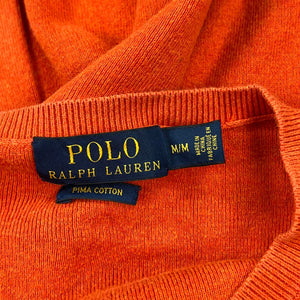 POLO
RALPH LAUREN
M/M
MADE IN
CHINA
FABRIQUÉ EN
CHINE
PIMA COTTON